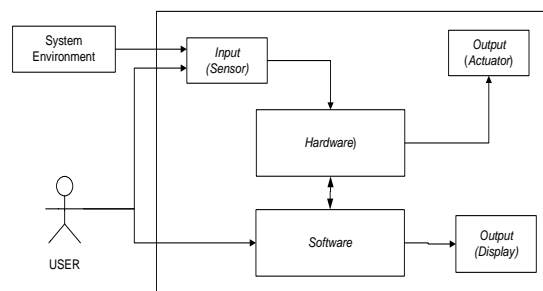 System
Environment
Input
(Sensor)
Output
(Actuator)
Hardware)
Software
Output
(Display)
USER